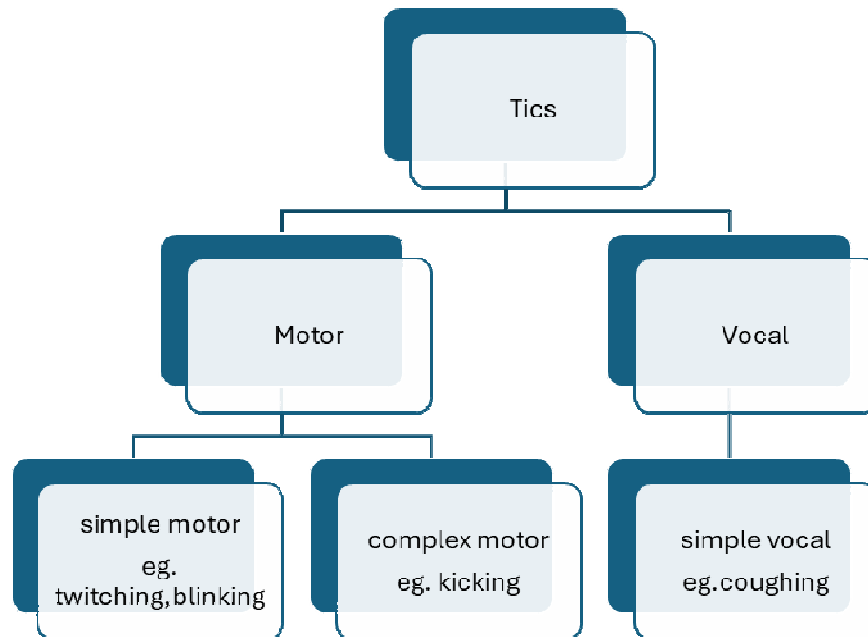 Tics
Motor
Vocal
simple motor
eg.
twitching,blinking
complex motor
eg. kicking
simple vocal
eg.coughing